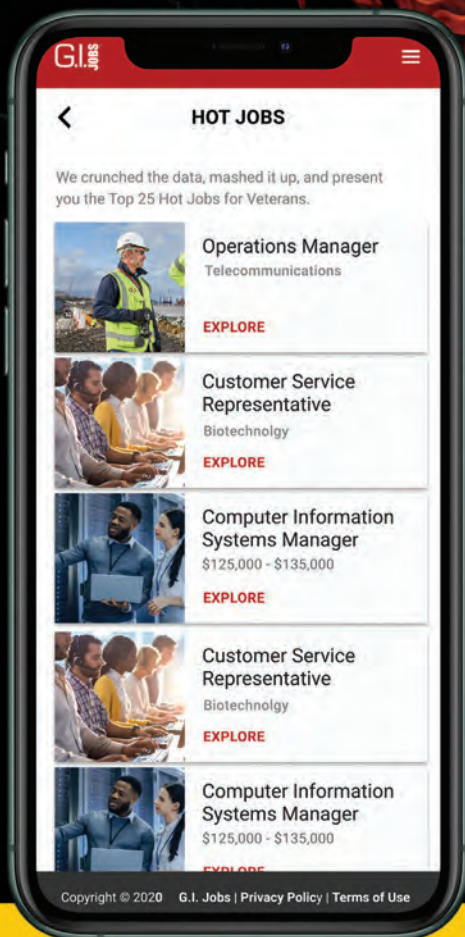 G.I. JOBS
HOT JOBS
We crunched the data, mashed it up, and present
you the Top 25 Hot Jobs for Veterans.
Operations Manager
Telecommunications
EXPLORE
Customer Service
Representative
Biotechnolgy
EXPLORE
Computer Information
Systems Manager
$125,000 - $135,000
EXPLORE
Customer Service
Representative
Biotechnolgy
EXPLORE
Computer Information
Systems Manager
$125,000 - $135,000
EXPLORE
Copyright © 2020 G.I. Jobs | Privacy Policy | Terms of Use